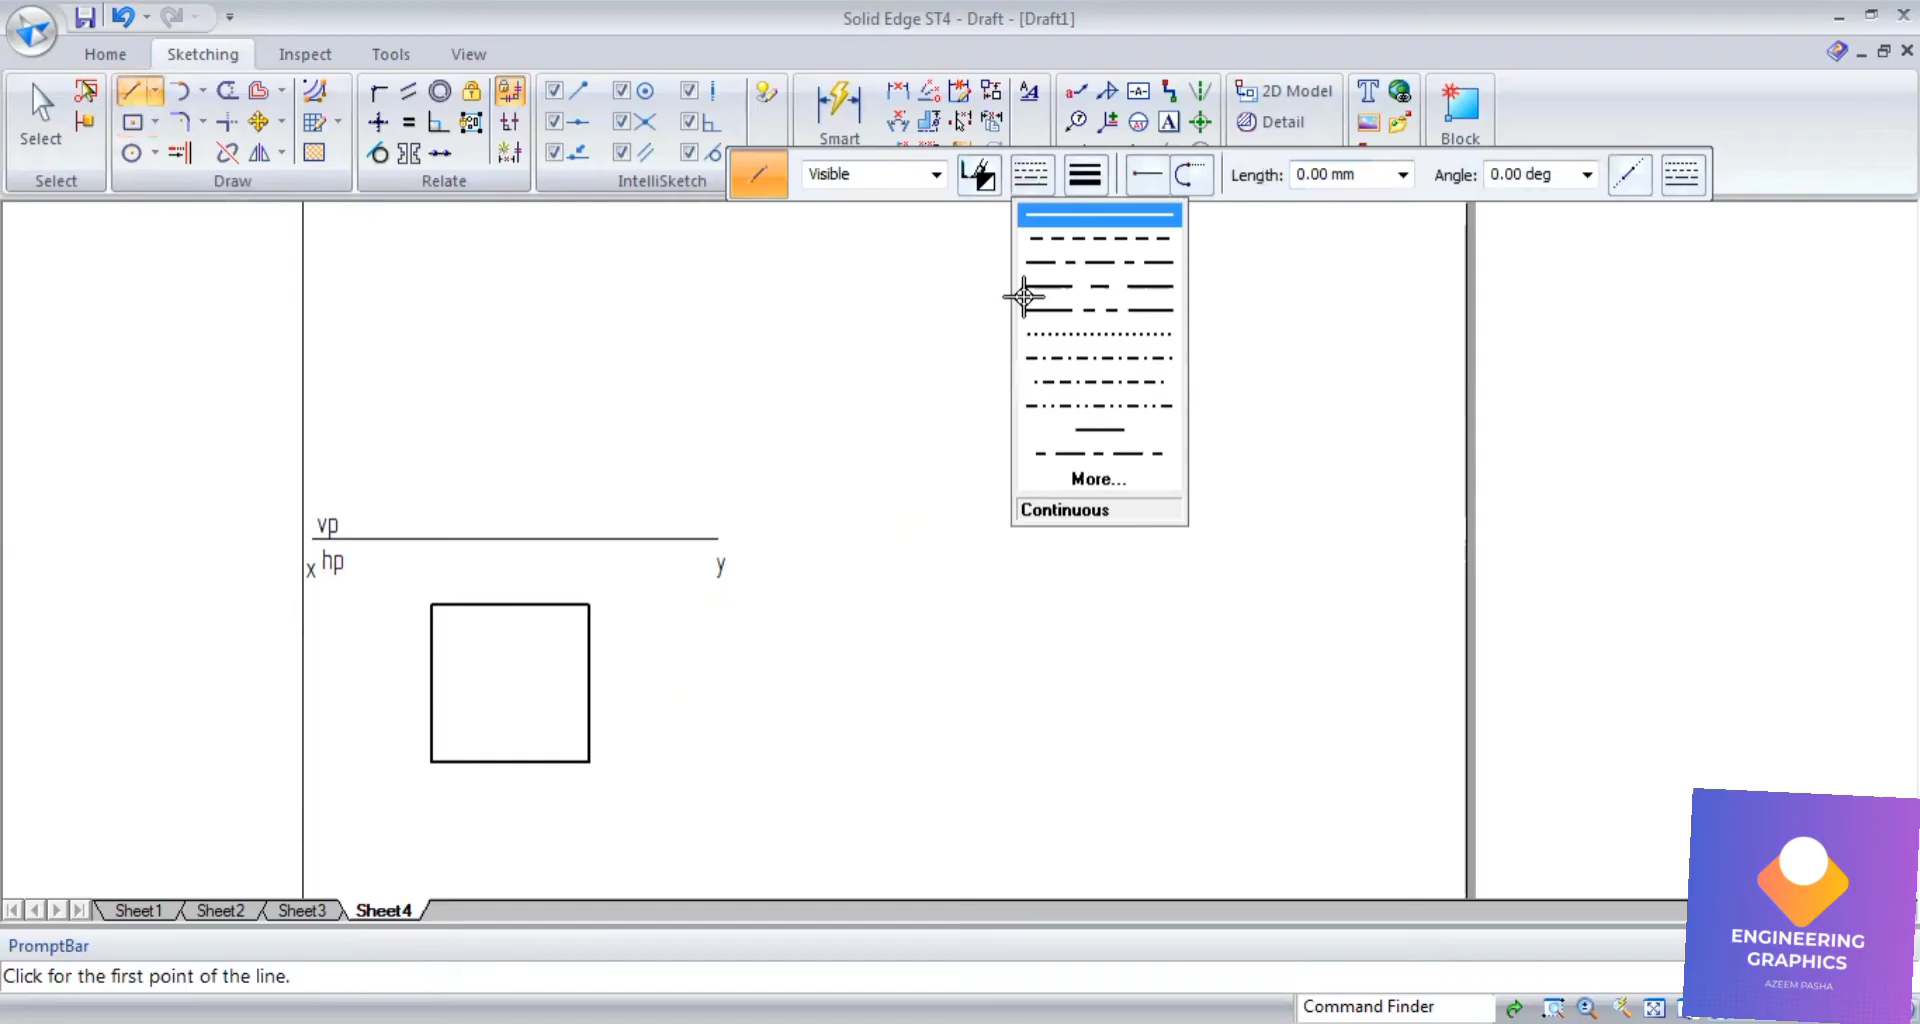 Solid Edge ST4 - Draft - [Draft1]
Home
Sketching
Inspect
Tools
View
Select
Smart
2D Model
Detail
Block
Select
Draw
Relate
IntelliSketch
Visible
Length: 0.00 mm
Angle: 0.00 deg
More...
Continuous
vp
x hp
y
Sheet1
Sheet2
Sheet3
Sheet4
PromptBar
Click for the first point of the line.
Command Finder
ENGINEERING
GRAPHICS
AZEEM PASHA